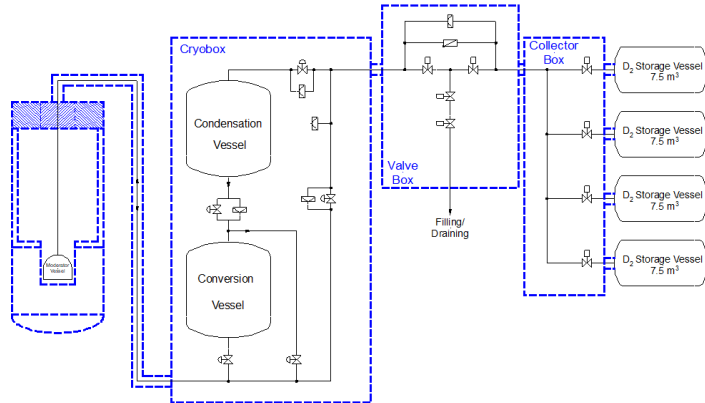 Cryobox
Condensation
Vessel
Conversion
Vessel
Moderator
Vessel
Valve
Box
Filling/
Draining
Collector
Box
D₂ Storage Vessel
7.5 m³
D₂ Storage Vessel
7.5 m³
D₂ Storage Vessel
7.5 m³
D₂ Storage Vessel
7.5 m³